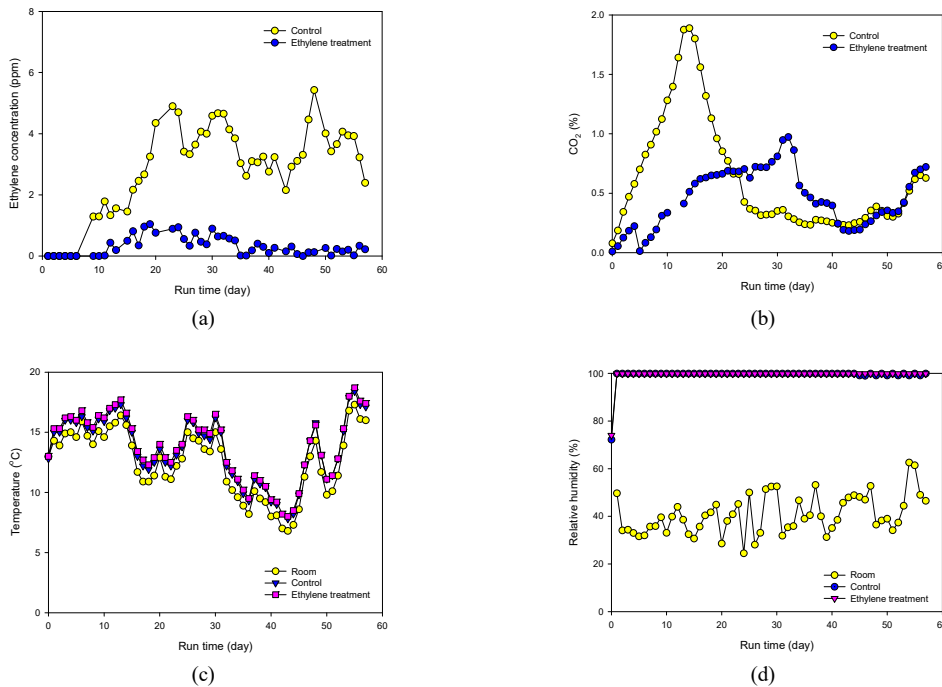 8
6
4
2
0
Ethylene concentration (ppm)
Control
Ethylene treatment
0 10 20 30 40 50 60
Run time (day)
(a)
2.0
1.5
1.0
0.5
0.0
CO2 (%)
Control
Ethylene treatment
0 10 20 30 40 50 60
Run time (day)
(b)
20
15
10
5
0
Temperature (°C)
Room
Control
Ethylene treatment
0 10 20 30 40 50 60
Run time (day)
(c)
100
80
60
40
20
0
Relative humidity (%)
Room
Control
Ethylene treatment
0 10 20 30 40 50 60
Run time (day)
(d)